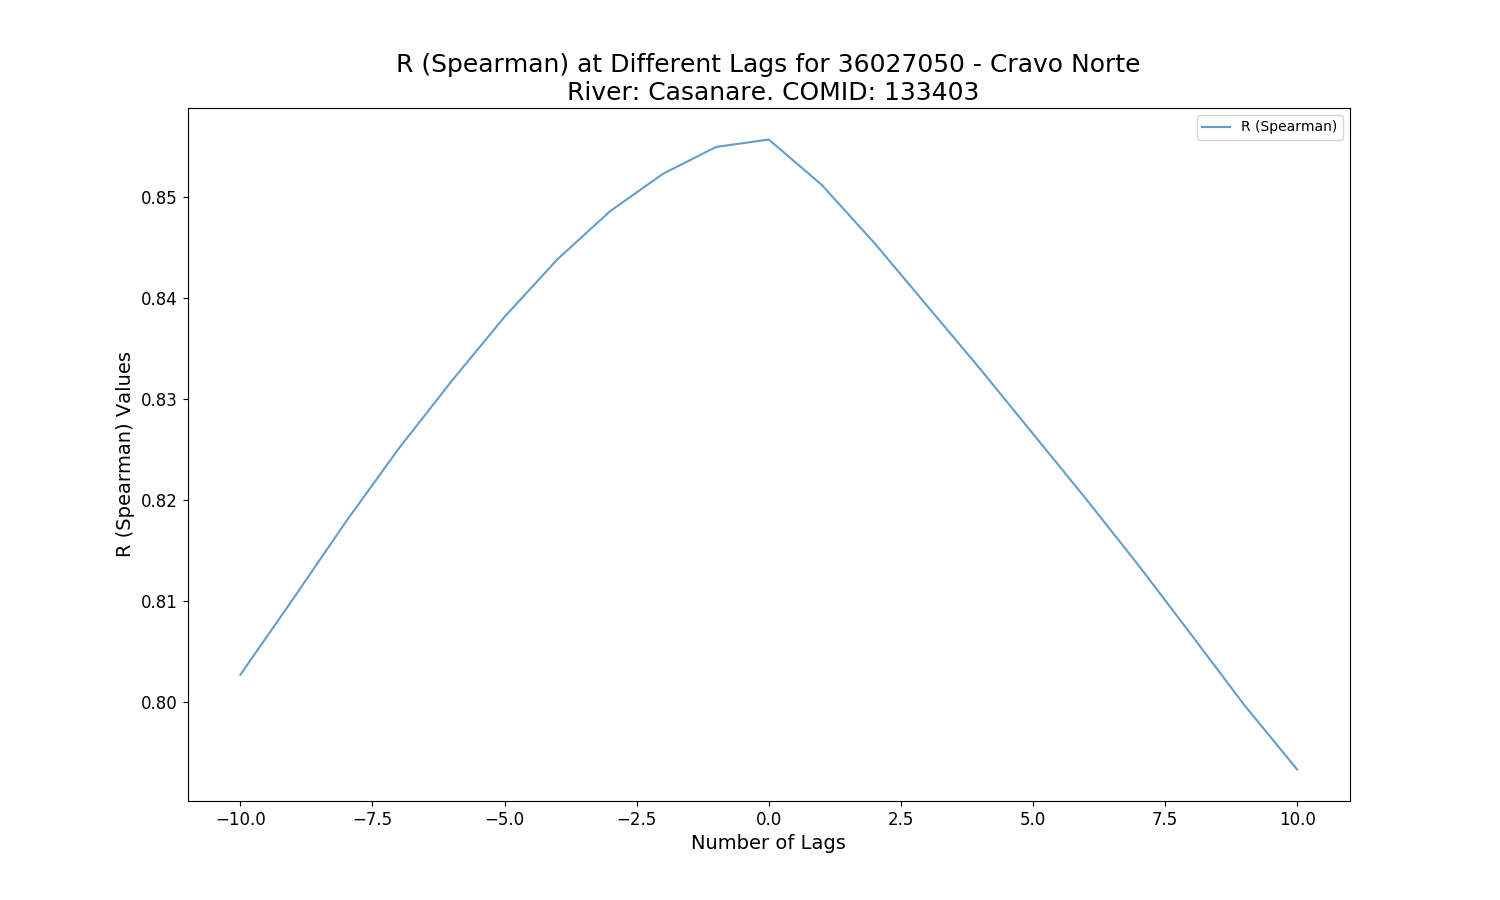 R (Spearman) at Different Lags for 36027050 - Cravo Norte
River: Casanare. COMID: 133403
R (Spearman)
R (Spearman) Values
0.85
0.84
0.83
0.82
0.81
0.80
−10.0 −7.5 −5.0 −2.5 0.0 2.5 5.0 7.5 10.0
Number of Lags